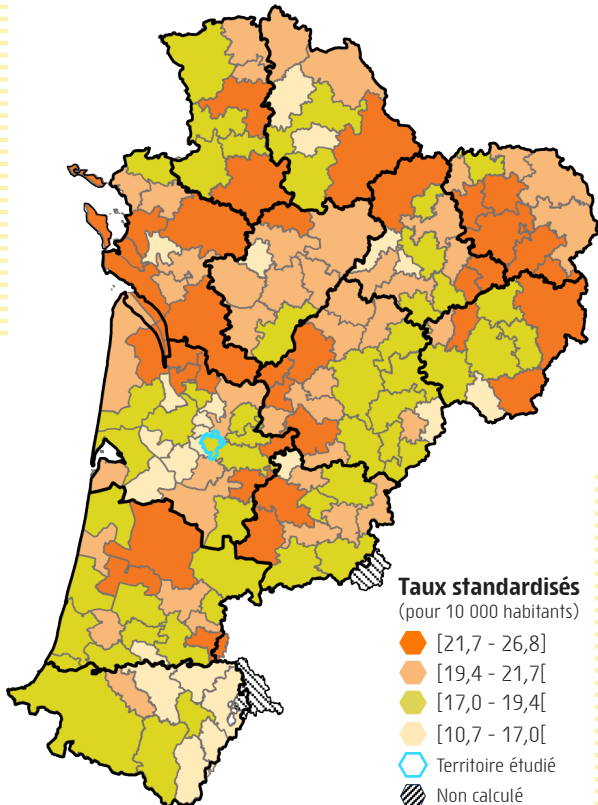 Taux standardisés
(pour 10 000 habitants)
[21,7 - 26,8]
[19,4 - 21,7[
[17,0 - 19,4[
[10,7 - 17,0[
Territoire étudié
Non calculé